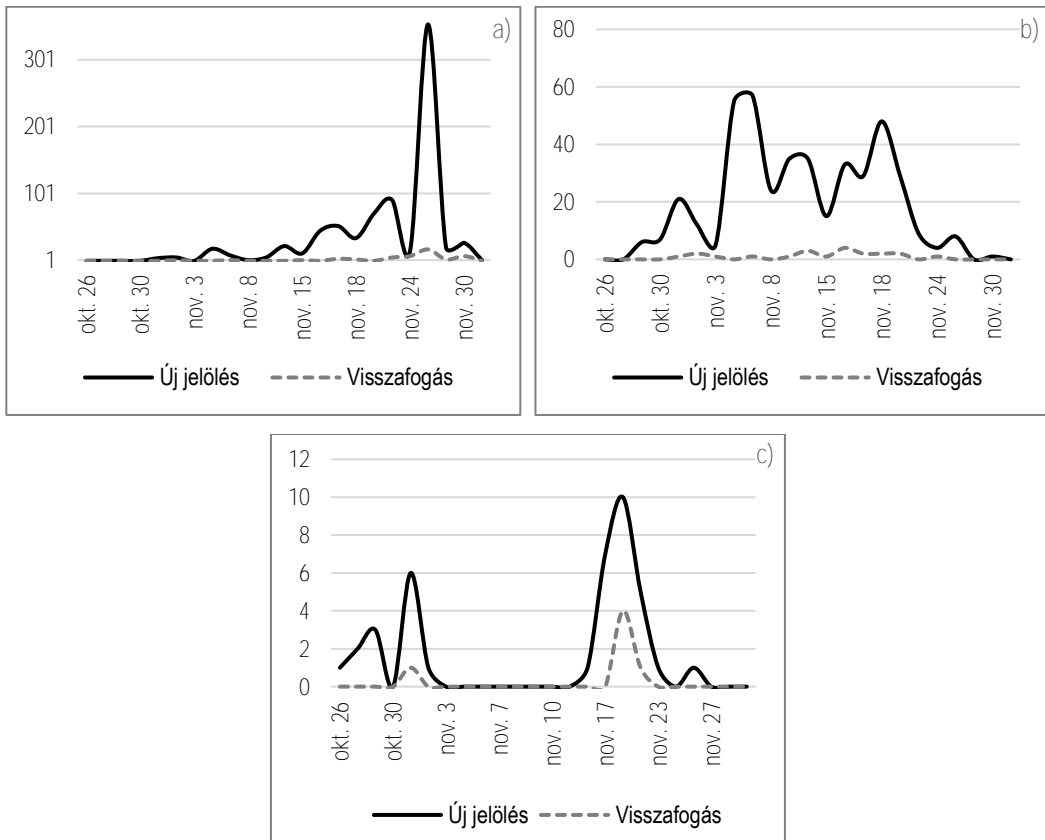 a)
301
201
101
1
okt. 26
okt. 30
nov. 3
nov. 8
nov. 15
nov. 18
nov. 24
nov. 30
Új jelölés
Visszafogás
b)
80
60
40
20
0
okt. 26
okt. 30
nov. 3
nov. 8
nov. 15
nov. 18
nov. 24
nov. 30
Új jelölés
Visszafogás
c)
12
10
8
6
4
2
0
okt. 26
okt. 30
nov. 3
nov. 7
nov. 10
nov. 17
nov. 23
nov. 27
Új jelölés
Visszafogás